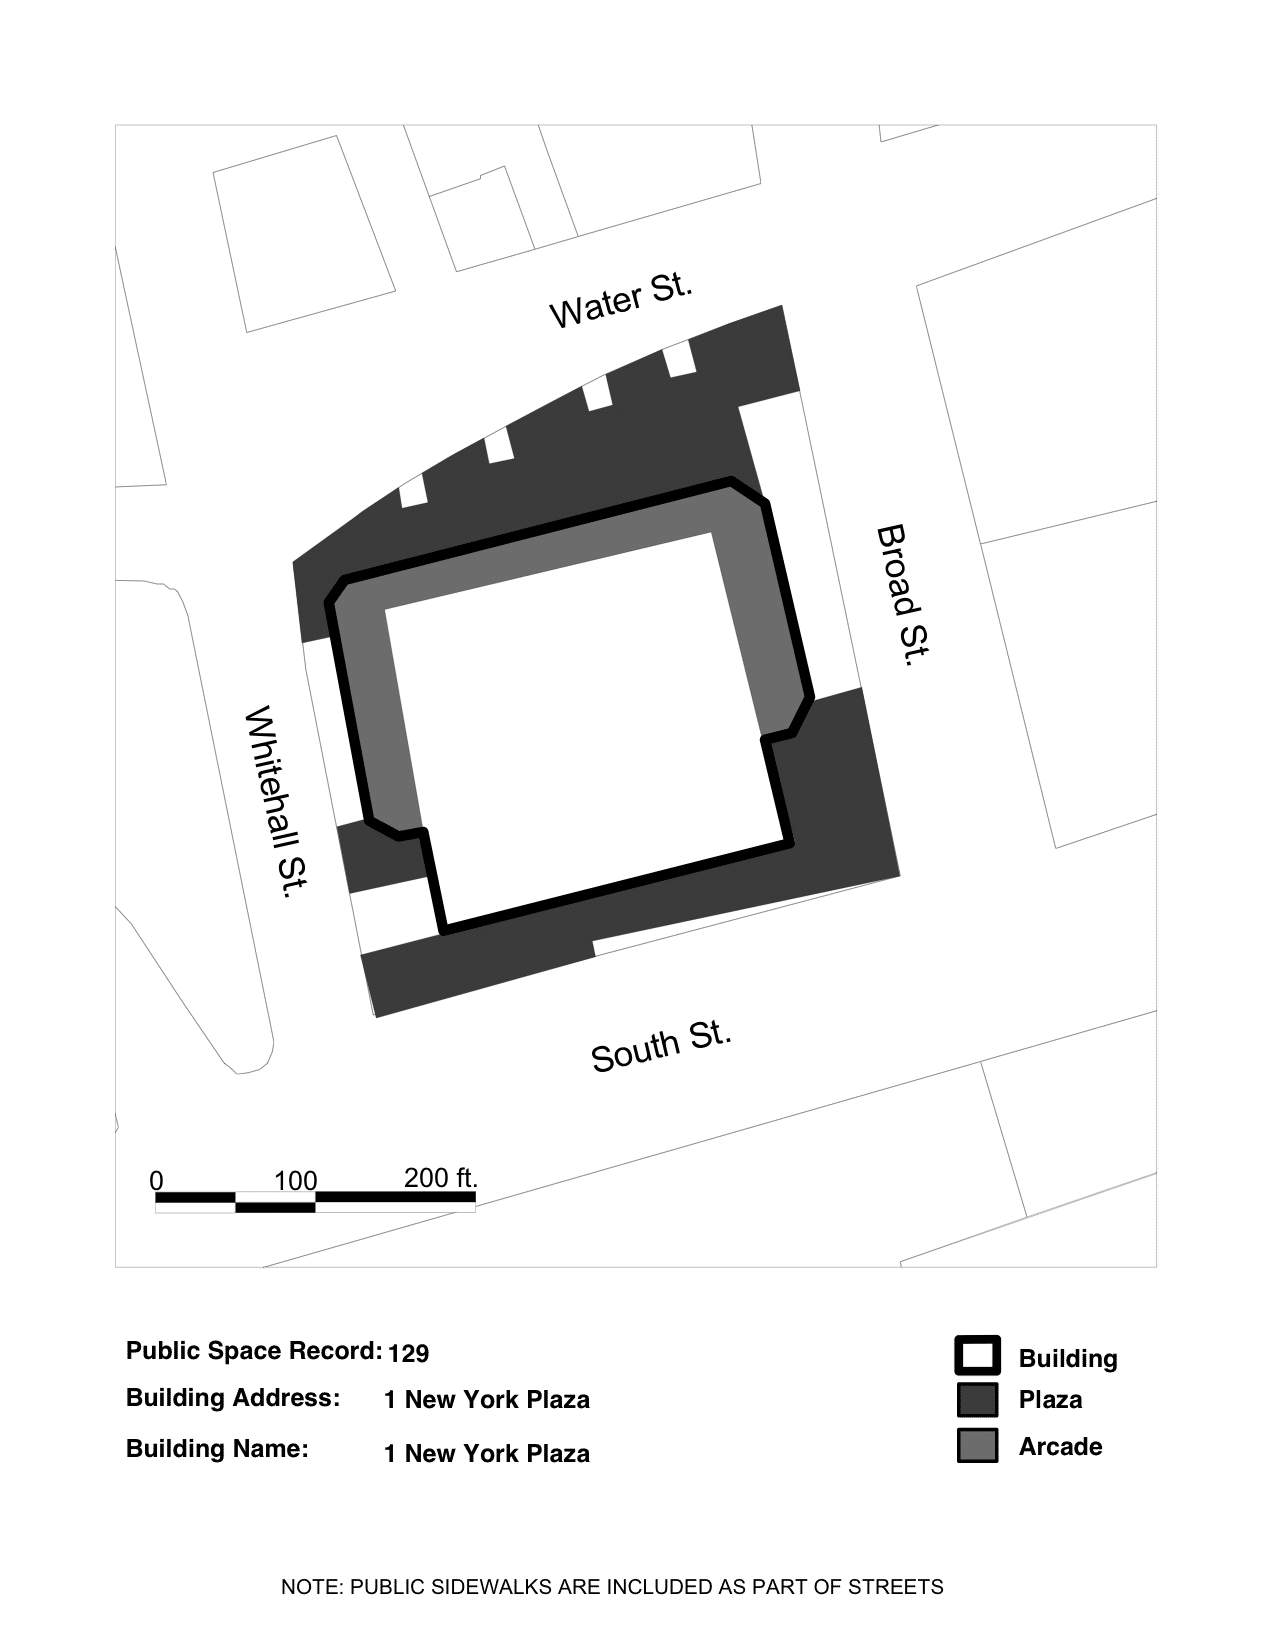 Water St.
Broad St.
Whitehall St.
South St.
0 100 200 ft.
Public Space Record: 129
Building Address: 1 New York Plaza
Building Name: 1 New York Plaza
Building
Plaza
Arcade
NOTE: PUBLIC SIDEWALKS ARE INCLUDED AS PART OF STREETS